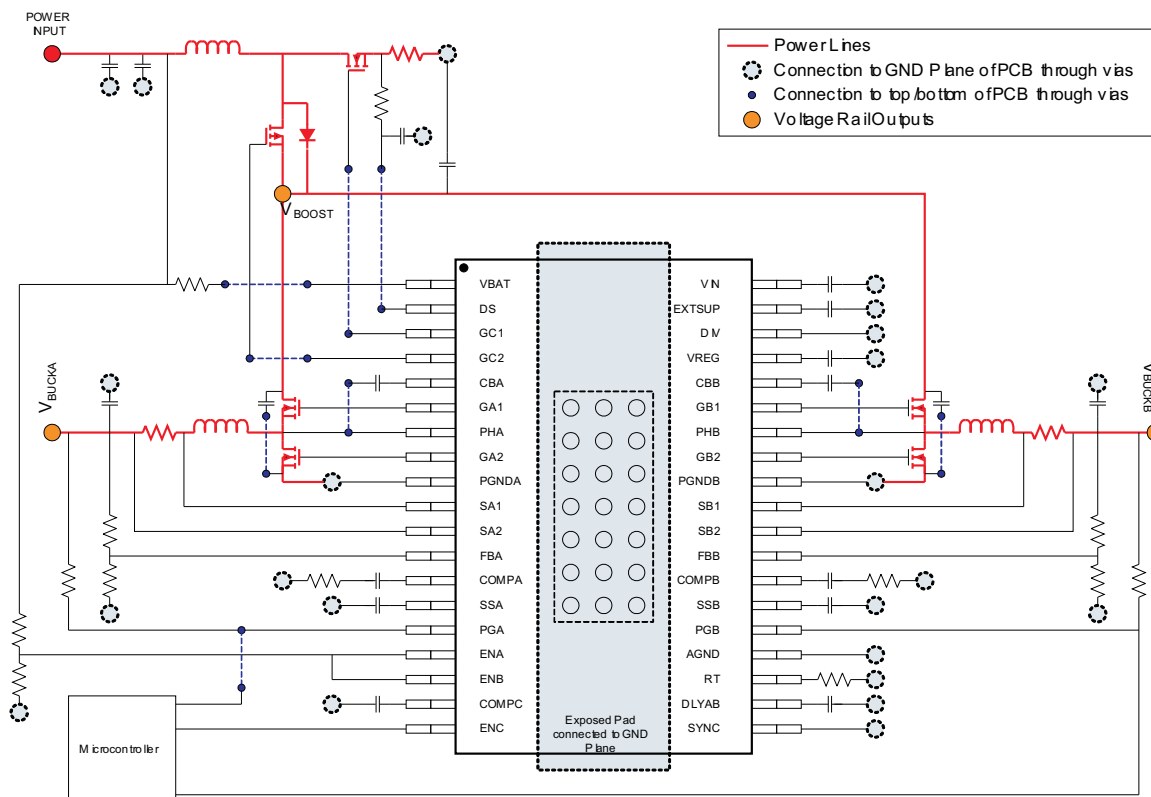 POWER
INPUT
Power Lines
Connection to GND Plane of PCB through vias
Connection to top/bottom of PCB through vias
Voltage Rail Outputs
VBOOST
VBUCKA
VBUCKB
VBAT
DS
GC1
GC2
CBA
GA1
PHA
GA2
PGNDA
SA1
SA2
FBA
COMPA
SSA
PGA
ENA
ENB
COMPC
ENC
VIN
EXTSUP
DIV
VREG
CBB
GB1
PHB
GB2
PGNDB
SB1
SB2
FBB
COMPB
SSB
PGB
AGND
RT
DLYAB
SYNC
Exposed Pad
connected to GND
Plane
Microcontroller